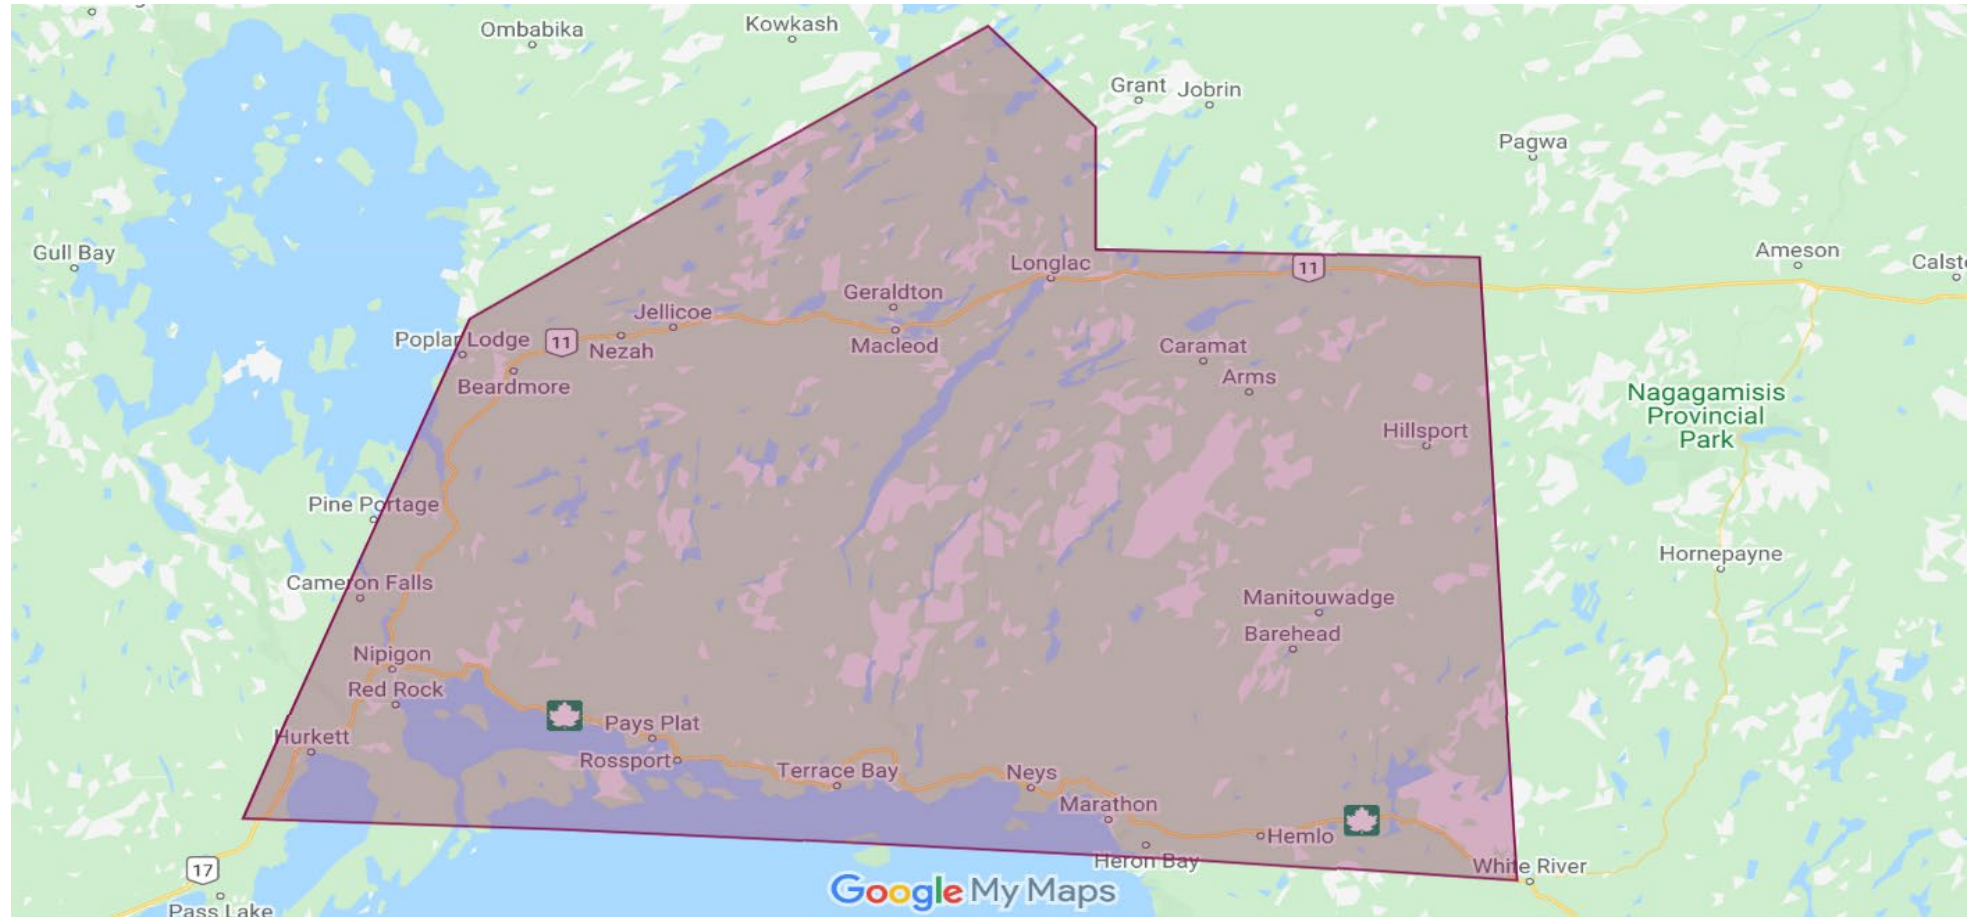 Ombabika
Kowkash
Grant
Jobrin
Pagwa
Gull Bay
Ameson
Longlac
11
Geraldton
Jellicoe
Poplar Lodge
11
Nezah
Macleod
Caramat
Beardmore
Arms
Nagagamisis
Provincial
Park
Hillsport
Pine Portage
Hornepayne
Cameron Falls
Manitouwadge
Barehead
Nipigon
Red Rock
Pays Plat
Hurkett
Rossport
Terrace Bay
Neys
Marathon
Hemlo
Heron Bay
White River
17
Google My Maps
Pass Lake